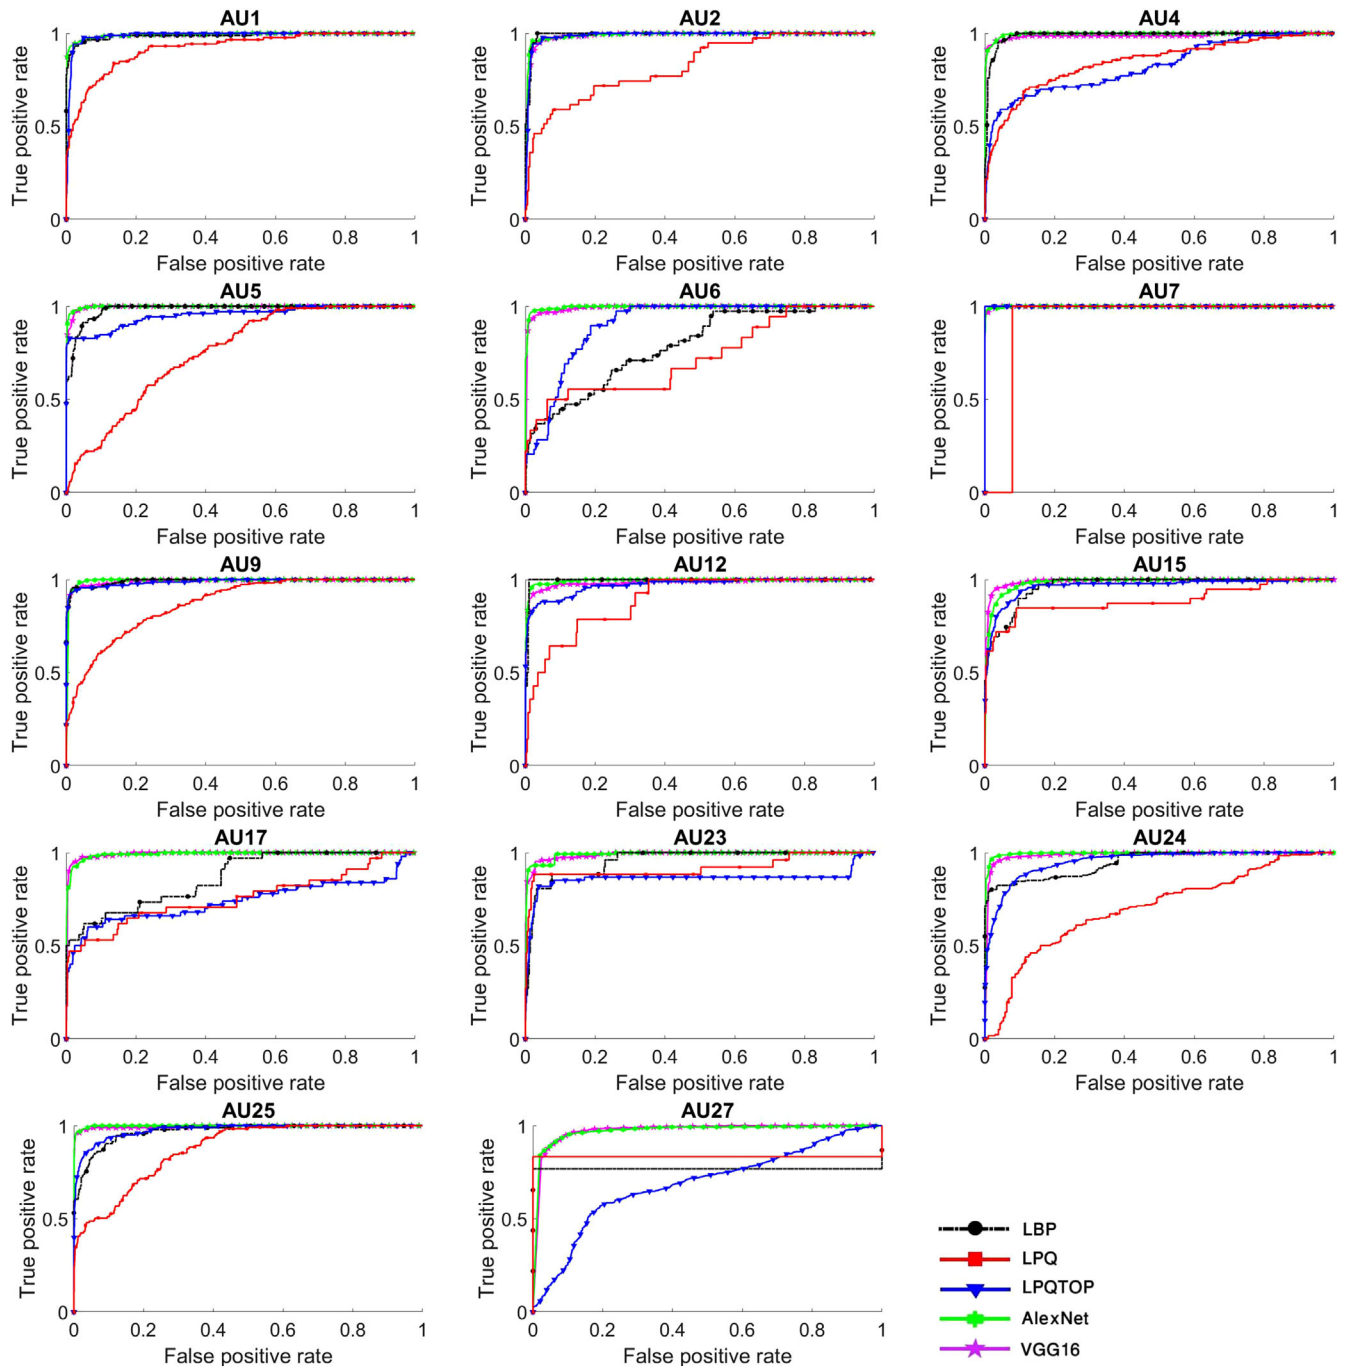 AU1 AU2 AU4
True positive rate True positive rate True positive rate
1 1 1
0.5 0.5 0.5
0 0 0
0 0.2 0.4 0.6 0.8 1 0 0.2 0.4 0.6 0.8 1 0 0.2 0.4 0.6 0.8 1
False positive rate False positive rate False positive rate
AU5 AU6 AU7
True positive rate True positive rate True positive rate
1 1 1
0.5 0.5 0.5
0 0 0
0 0.2 0.4 0.6 0.8 1 0 0.2 0.4 0.6 0.8 1 0 0.2 0.4 0.6 0.8 1
False positive rate False positive rate False positive rate
AU9 AU12 AU15
True positive rate True positive rate True positive rate
1 1 1
0.5 0.5 0.5
0 0 0
0 0.2 0.4 0.6 0.8 1 0 0.2 0.4 0.6 0.8 1 0 0.2 0.4 0.6 0.8 1
False positive rate False positive rate False positive rate
AU17 AU23 AU24
True positive rate True positive rate True positive rate
1 1 1
0.5 0.5 0.5
0 0 0
0 0.2 0.4 0.6 0.8 1 0 0.2 0.4 0.6 0.8 1 0 0.2 0.4 0.6 0.8 1
False positive rate False positive rate False positive rate
AU25 AU27
True positive rate True positive rate
1 1
0.5 0.5
0 0
0 0.2 0.4 0.6 0.8 1 0 0.2 0.4 0.6 0.8 1
False positive rate False positive rate
LBP
LPQ
LPQTOP
AlexNet
VGG16